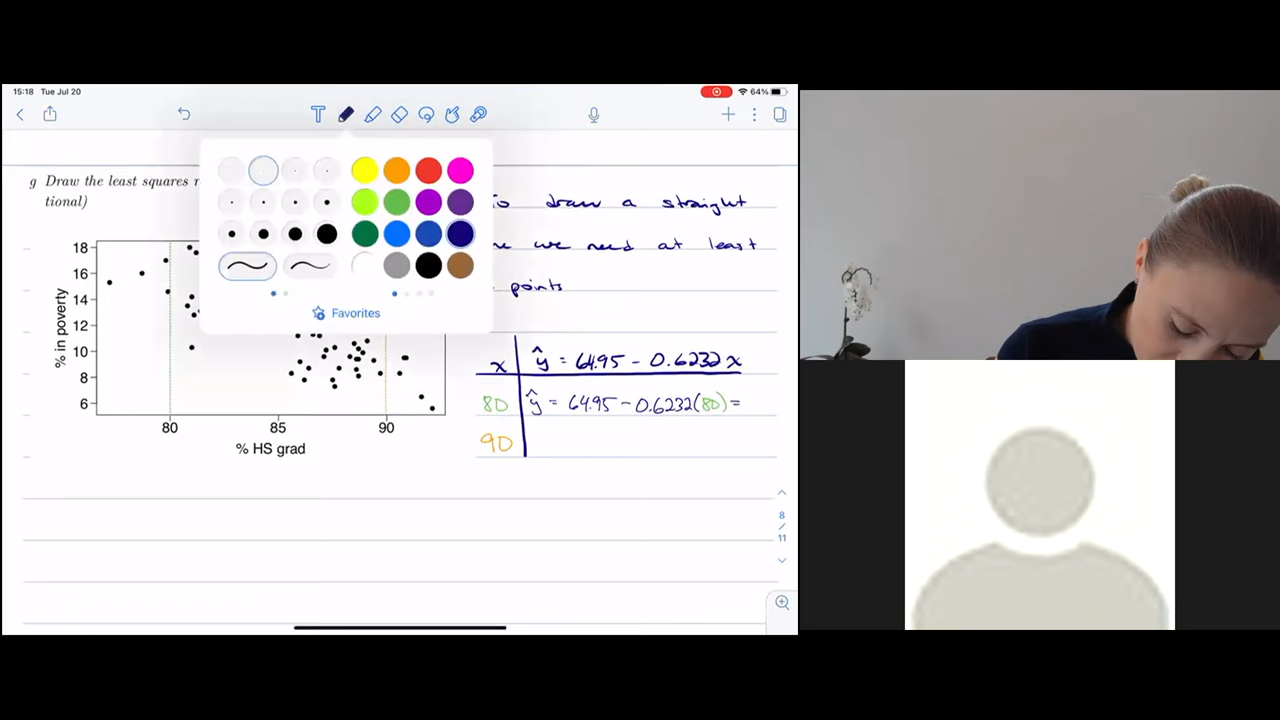 15:18 Tue Jul 20
64%
T
g Draw the least squares r
tional)
draw a straight
we need at least
points
18
16
14
12
10
8
6
% in poverty
80 85 90
% HS grad
Favorites
x ŷ = 64.95 - 0.6232x
80 ŷ = 64.95 - 0.6232(80) =
90
8
/
11